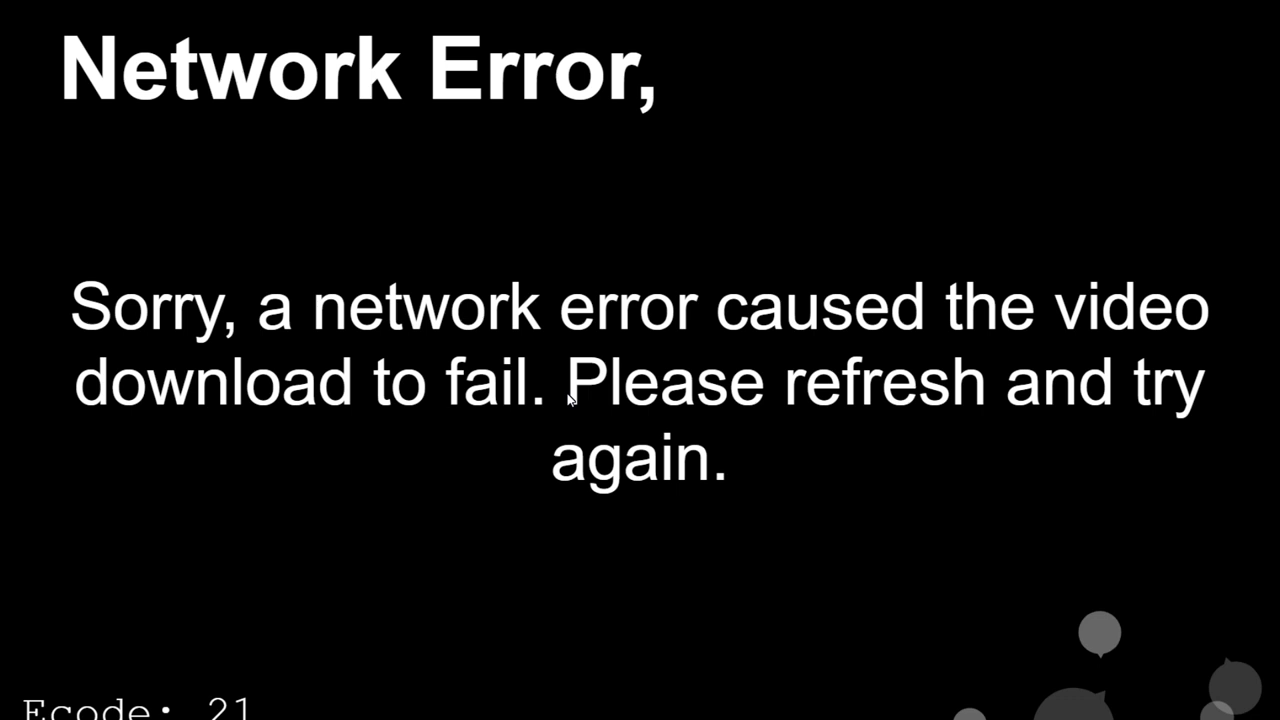 Network Error,
Sorry, a network error caused the video
download to fail. Please refresh and try
again.
Ecode: 21